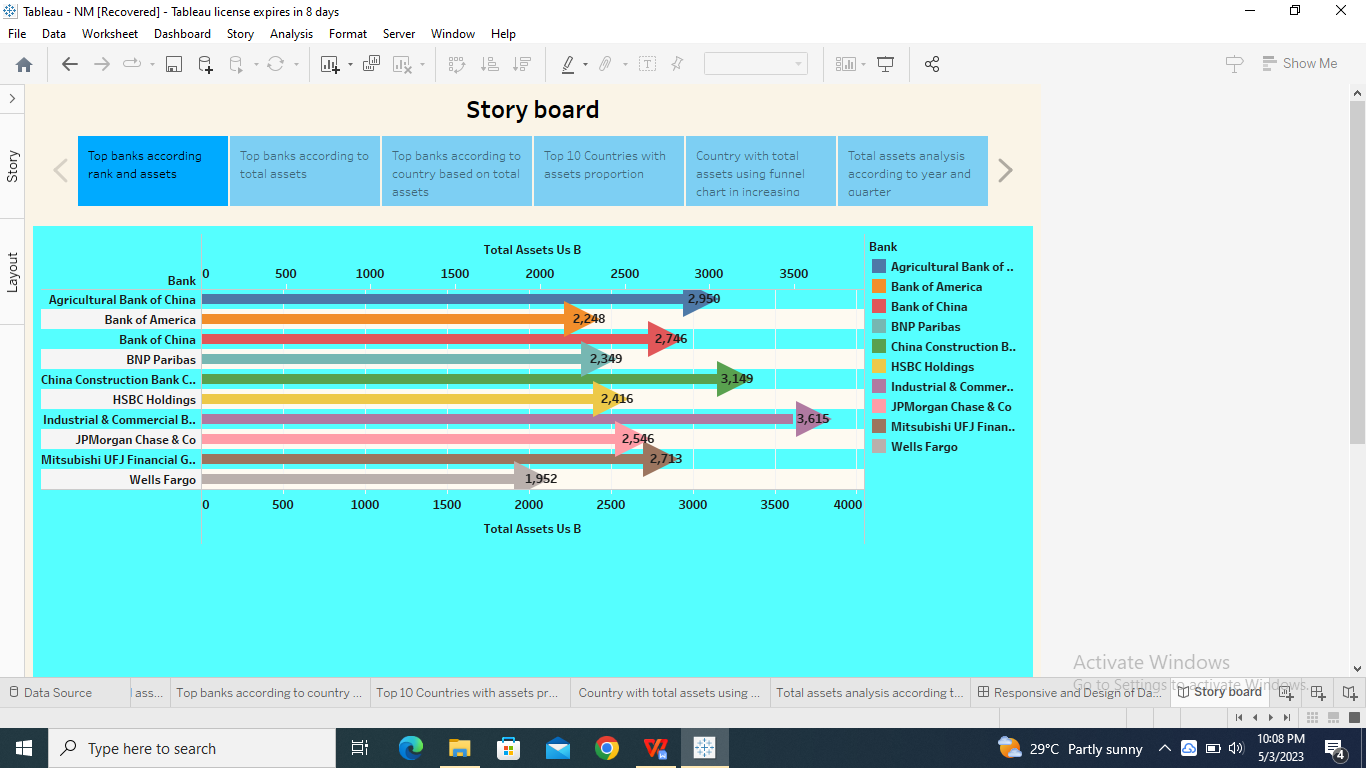 Tableau - NM [Recovered] - Tableau license expires in 8 days
File Data Worksheet Dashboard Story Analysis Format Server Window Help
Show Me
Story
Layout
Story board
Top banks according
rank and assets
Top banks according to
total assets
Top banks according to
country based on total
assets
Top 10 Countries with
assets proportion
Country with total
assets using funnel
chart in increasing
Total assets analysis
according to year and
quarter
Total Assets Us B
Bank
0 500 1000 1500 2000 2500 3000 3500
Agricultural Bank of China 2,950
Bank of America 2,248
Bank of China 2,746
BNP Paribas 2,349
China Construction Bank C.. 3,149
HSBC Holdings 2,416
Industrial & Commercial B.. 3,615
JPMorgan Chase & Co 2,546
Mitsubishi UFJ Financial G.. 2,713
Wells Fargo 1,952
0 500 1000 1500 2000 2500 3000 3500 4000
Total Assets Us B
Bank
Agricultural Bank of ..
Bank of America
Bank of China
BNP Paribas
China Construction B..
HSBC Holdings
Industrial & Commer..
JPMorgan Chase & Co
Mitsubishi UFJ Finan..
Wells Fargo
Activate Windows
Go to Settings to activate Windows.
Data Source
l ass...
Top banks according to country ...
Top 10 Countries with assets pr...
Country with total assets using ...
Total assets analysis according t...
Responsive and Design of Da...
Story board
Type here to search
29°C Partly sunny
10:08 PM
5/3/2023
4